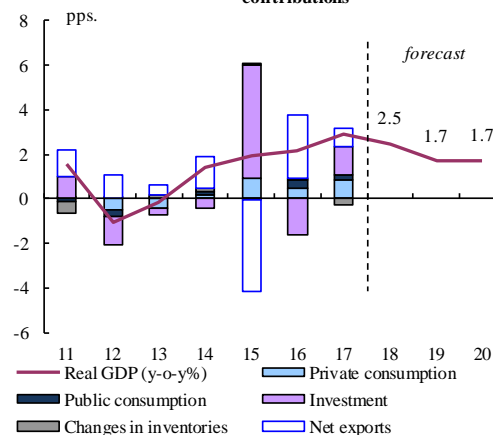 contributions
pps.
forecast
8
6
4
2
0
-2
-4
-6
2.5
1.7
1.7
11 12 13 14 15 16 17 18 19 20
Real GDP (y-o-y%) Private consumption
Public consumption Investment
Changes in inventories Net exports